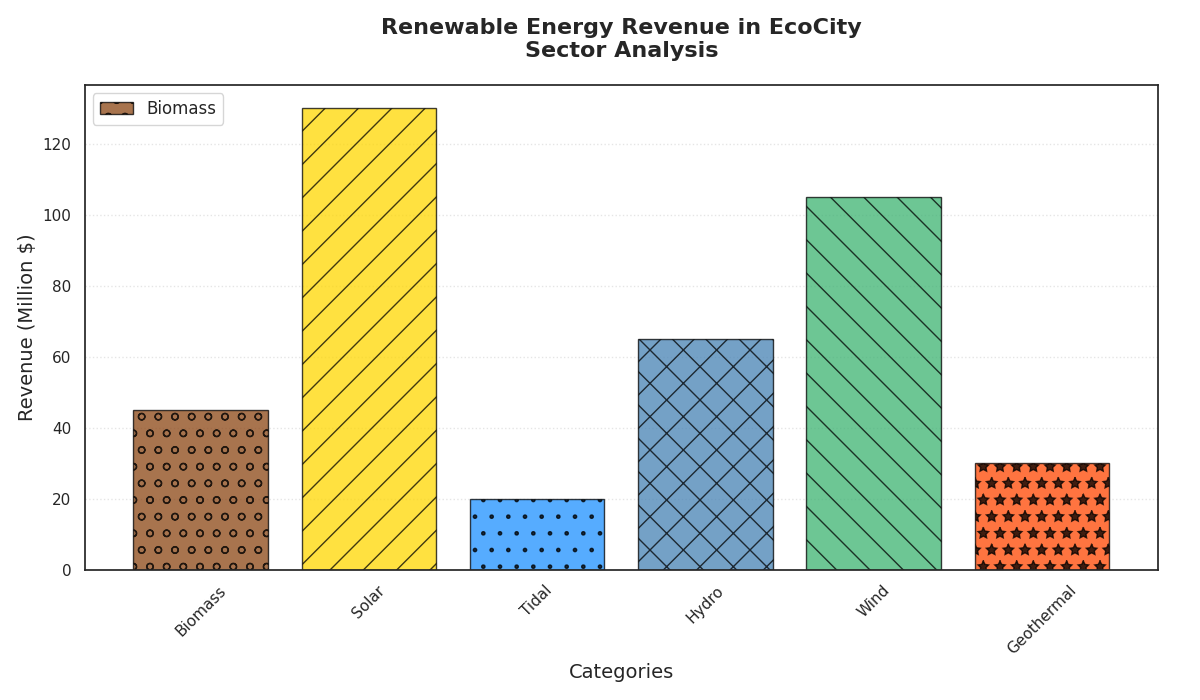 Renewable Energy Revenue in EcoCity
Sector Analysis
Biomass
Revenue (Million $)
120
100
80
60
40
20
0
Biomass
Solar
Tidal
Hydro
Wind
Geothermal
Categories